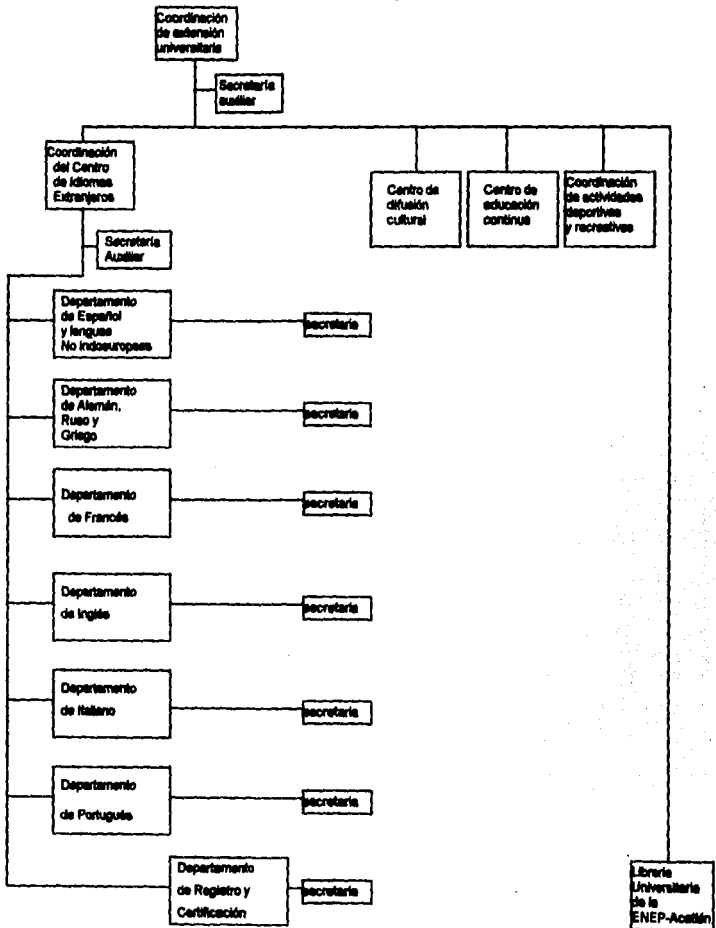 Coordinación
de extensión
universitaria
Secretaría
auxiliar
Coordinación
del Centro
de Idiomas
Extranjeros
Centro de
difusión
cultural
Centro de
educación
continua
Coordinación
de actividades
deportivas
y recreativas
Secretaría
Auxiliar
Departamento
de Español
y lenguas
No indoeuropeas
secretaria
Departamento
de Alemán,
Ruso y
Griego
secretaria
Departamento
de Francés
secretaria
Departamento
de Inglés
secretaria
Departamento
de Italiano
secretaria
Departamento
de Portugués
secretaria
Departamento
de Registro y
Certificación
secretaria
Librería
Universitaria
de la
ENEP-Acatlán